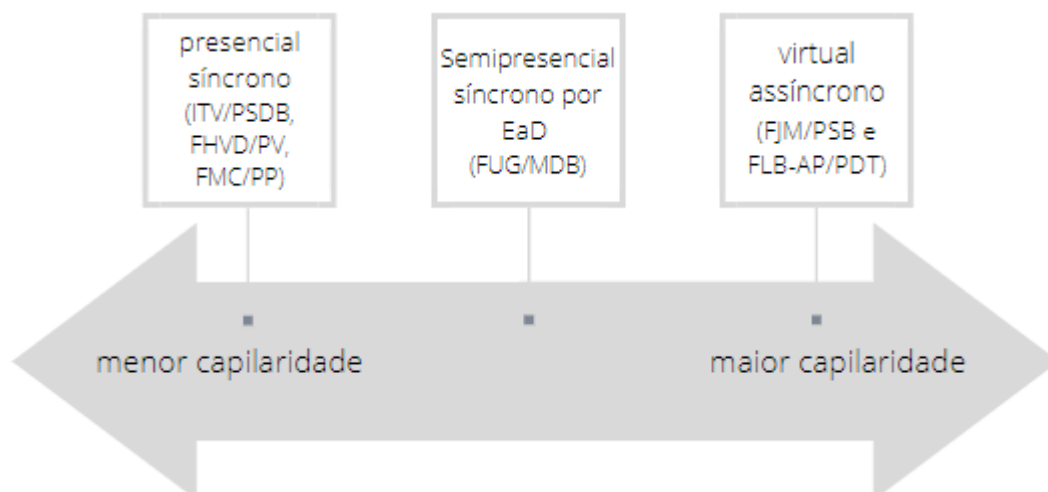 presencial
síncrono
(ITV/PSDB,
FHVD/PV,
FMC/PP)
Semipresencial
síncrono por
EaD
(FUG/MDB)
virtual
assíncrono
(FJM/PSB e
FLB-AP/PDT)
menor capilaridade
maior capilaridade